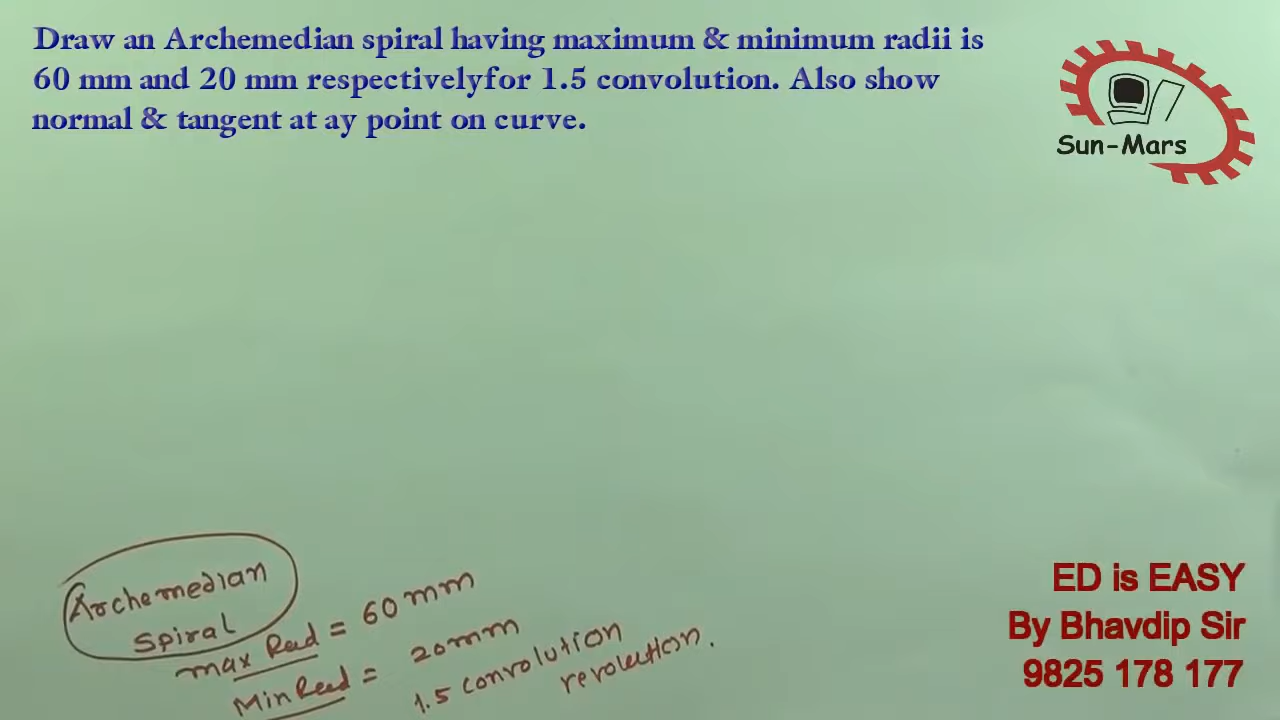 Draw an Archemedian spiral having maximum & minimum radii is
60 mm and 20 mm respectivelyfor 1.5 convolution. Also show
normal & tangent at ay point on curve.
Sun-Mars
Archemedian
Spiral
max Rad = 60 mm
Min Rad = 20mm
1.5 convolution
revolution.
ED is EASY
By Bhavdip Sir
9825 178 177